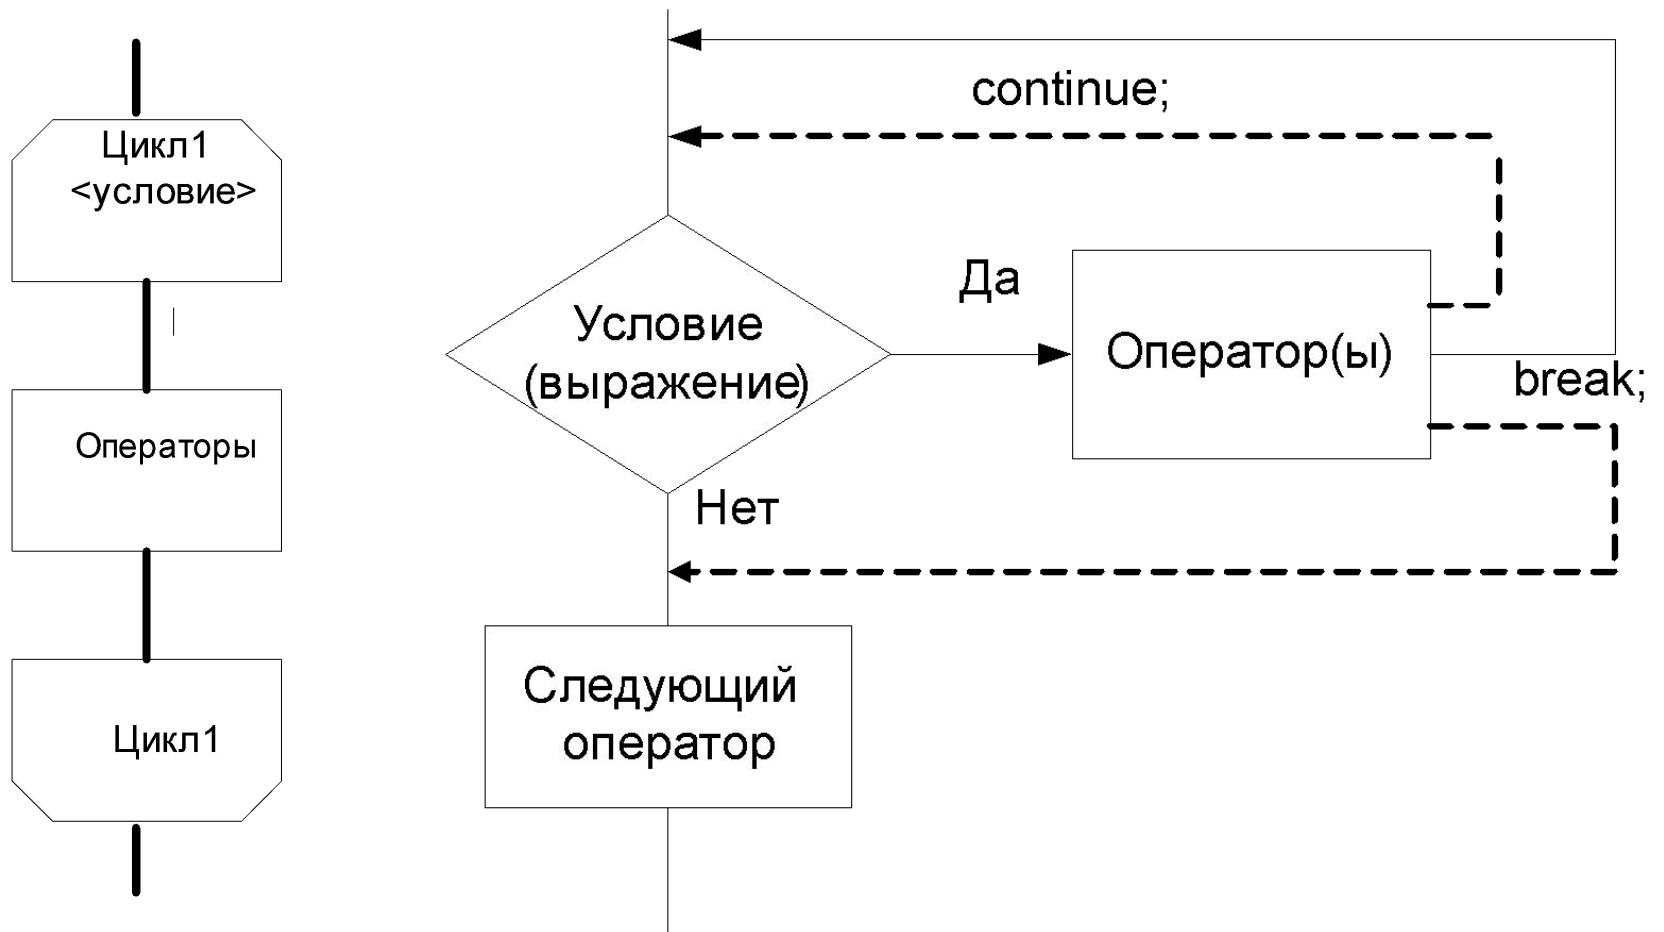 Цикл1
<условие>
Операторы
Цикл1
continue;
Да
Условие
(выражение)
Оператор(ы)
break;
Нет
Следующий
оператор